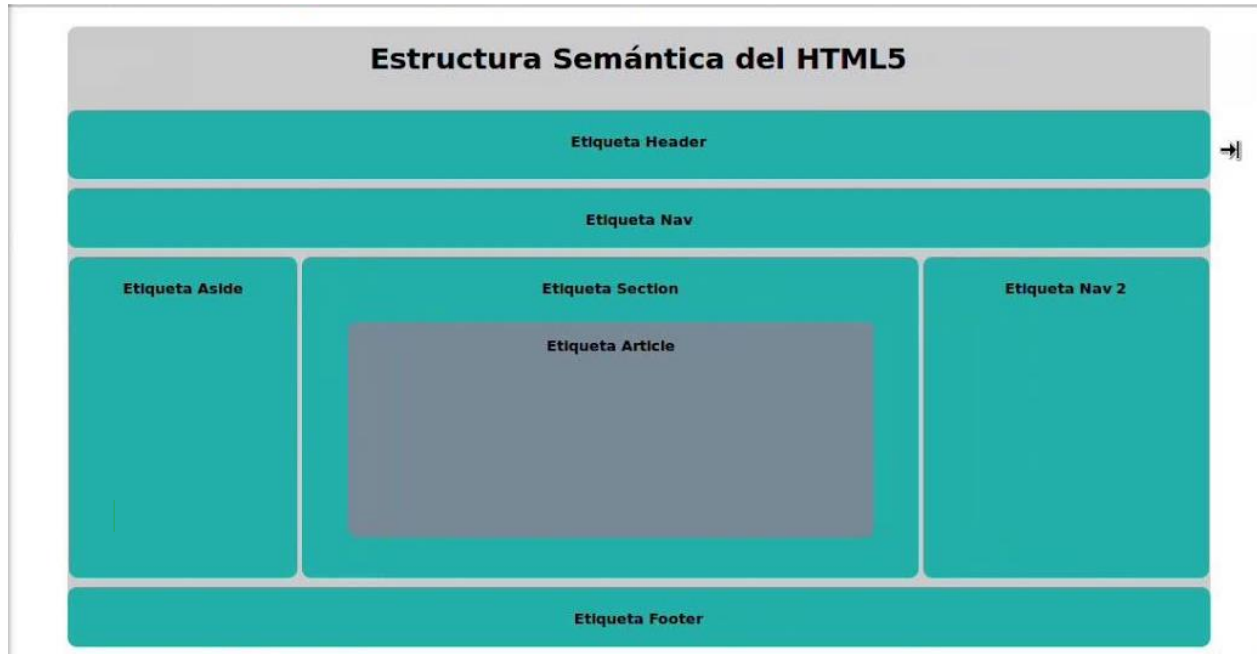 Estructura Semántica del HTML5
Etiqueta Header
Etiqueta Nav
Etiqueta Aside
Etiqueta Section
Etiqueta Nav 2
Etiqueta Article
Etiqueta Footer